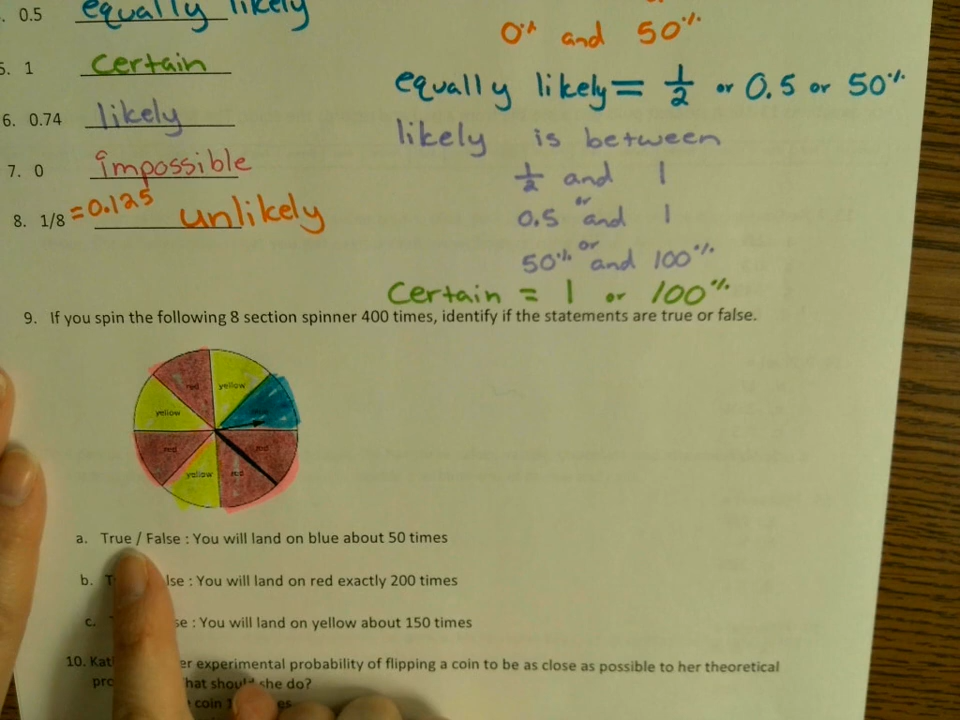 0.5 equally likely
0% and 50%
5. 1 certain
equally likely = 1/2 or 0.5 or 50%
6. 0.74 likely
likely is between
1/2 and 1
7. 0 impossible
or
0.5 and 1
8. 1/8 = 0.125 unlikely
or
50% and 100%
Certain = 1 or 100%
9. If you spin the following 8 section spinner 400 times, identify if the statements are true or false.
red yellow
yellow
red red
yellow red
a. True / False : You will land on blue about 50 times
b. T lse : You will land on red exactly 200 times
c. se : You will land on yellow about 150 times
10. Kat er experimental probability of flipping a coin to be as close as possible to her theoretical
pro hat should she do?
coin 1 es